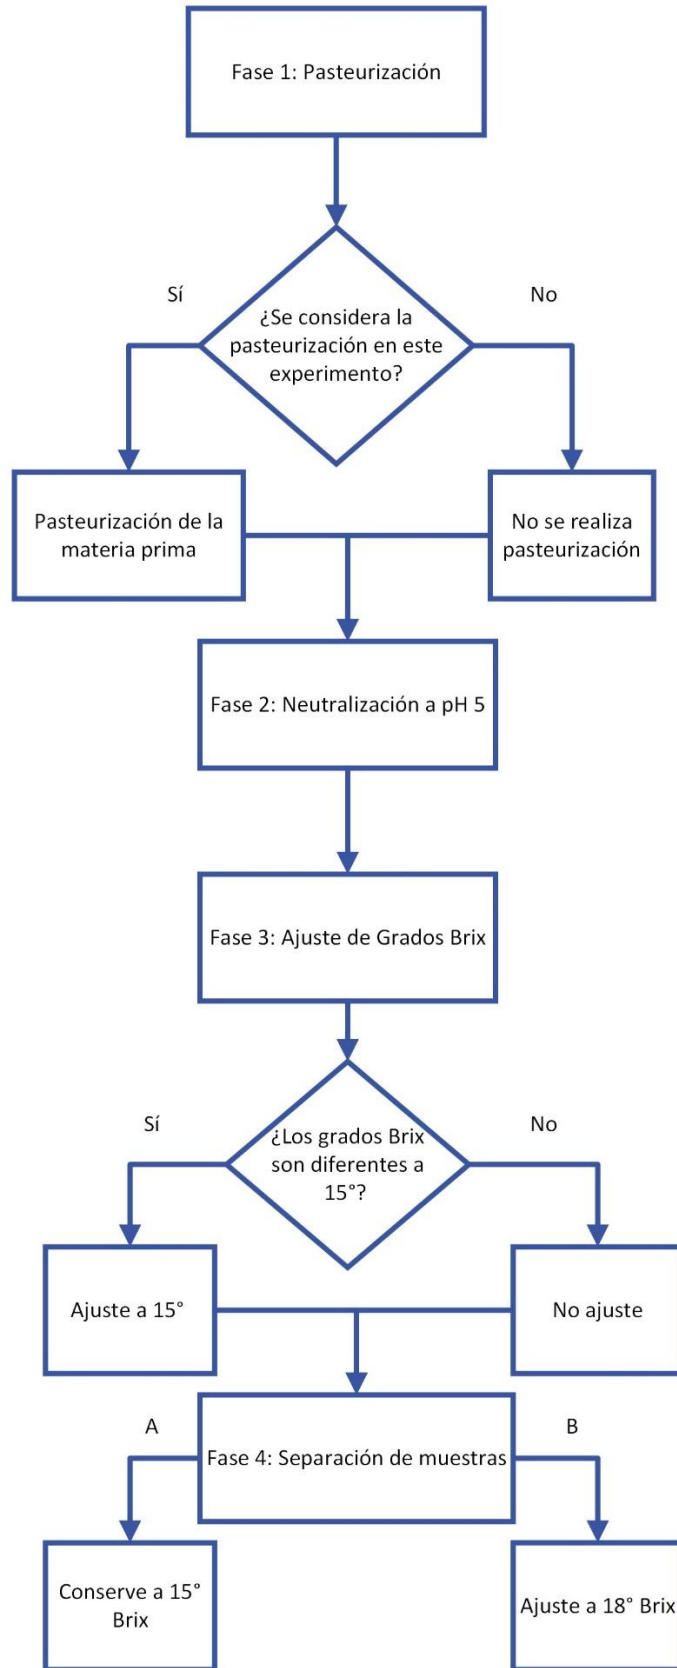 Fase 1: Pasteurización
Sí
No
¿Se considera la
pasteurización en este
experimento?
Pasteurización de la
materia prima
No se realiza
pasteurización
Fase 2: Neutralización a pH 5
Fase 3: Ajuste de Grados Brix
Sí
No
¿Los grados Brix
son diferentes a
15°?
Ajuste a 15°
No ajuste
A
B
Fase 4: Separación de muestras
Conserve a 15°
Brix
Ajuste a 18° Brix